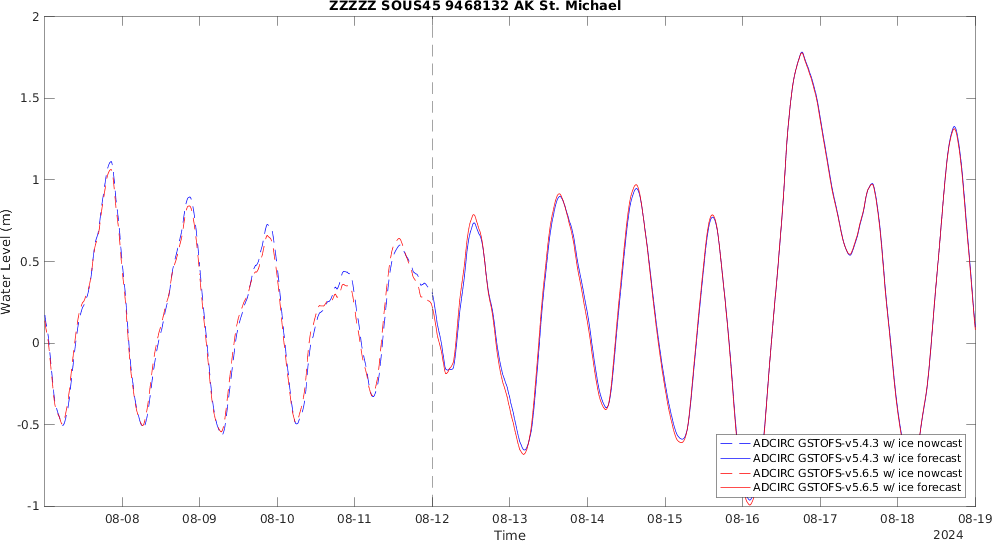 ZZZZZ SOUS45 9468132 AK St. Michael
2
1.5
1
0.5
0
-0.5
-1
Water Level (m)
ADCIRC GSTOFS-v5.4.3 w/ ice nowcast
ADCIRC GSTOFS-v5.4.3 w/ ice forecast
ADCIRC GSTOFS-v5.6.5 w/ ice nowcast
ADCIRC GSTOFS-v5.6.5 w/ ice forecast
08-08 08-09 08-10 08-11 08-12 08-13 08-14 08-15 08-16 08-17 08-18 08-19
Time
2024